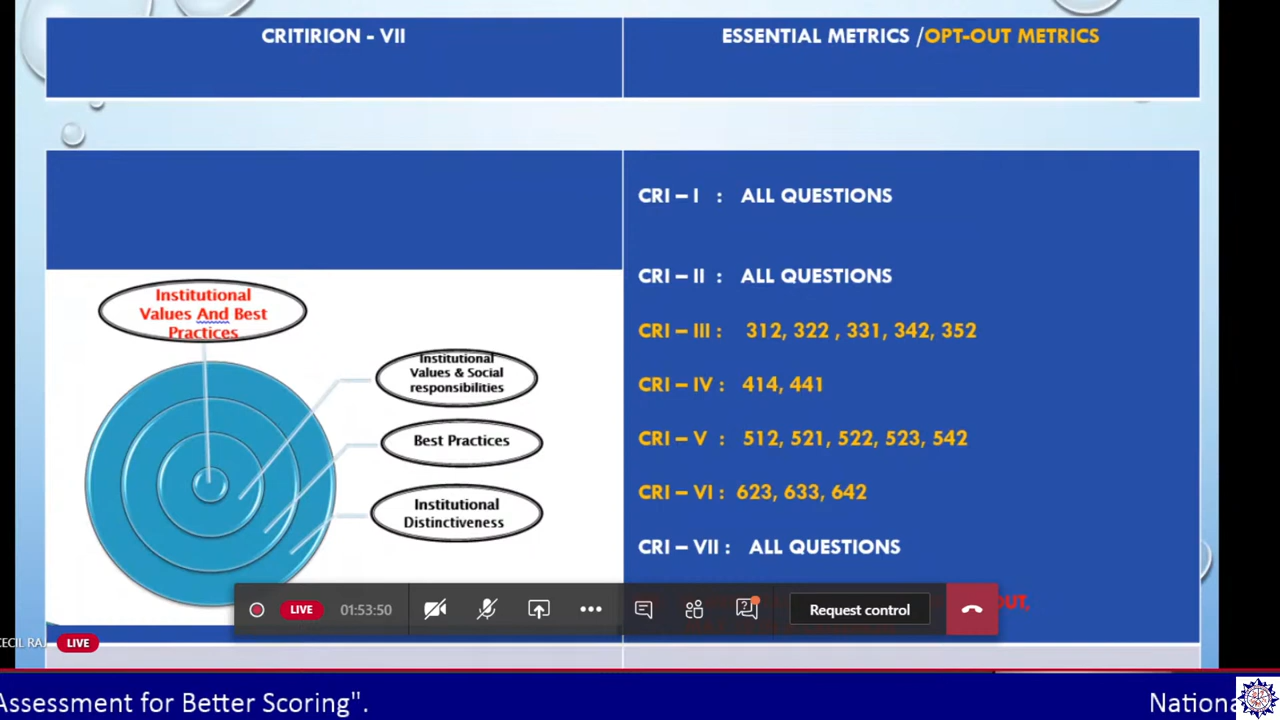 CRITIRION - VII
ESSENTIAL METRICS /OPT-OUT METRICS
CRI – I : ALL QUESTIONS
CRI – II : ALL QUESTIONS
CRI – III : 312, 322 , 331, 342, 352
CRI – IV : 414, 441
CRI – V : 512, 521, 522, 523, 542
CRI – VI : 623, 633, 642
CRI – VII : ALL QUESTIONS
Institutional
Values And Best
Practices
Institutional
Values & Social
responsibilities
Best Practices
Institutional
Distinctiveness
LIVE
01:53:50
Request control
CECIL RAJ
LIVE
Assessment for Better Scoring".
Nationa